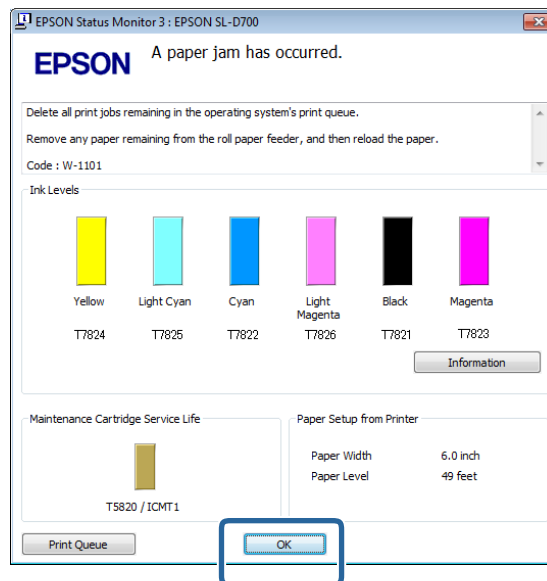 EPSON Status Monitor 3 : EPSON SL-D700
EPSON
A paper jam has occurred.
Delete all print jobs remaining in the operating system's print queue.
Remove any paper remaining from the roll paper feeder, and then reload the paper.
Code : W-1101
Ink Levels
Yellow Light Cyan Cyan Light Magenta Black Magenta
T7824 T7825 T7822 T7826 T7821 T7823
Information
Maintenance Cartridge Service Life
T5820 / ICMT1
Paper Setup from Printer
Paper Width 6.0 inch
Paper Level 49 feet
Print Queue
OK